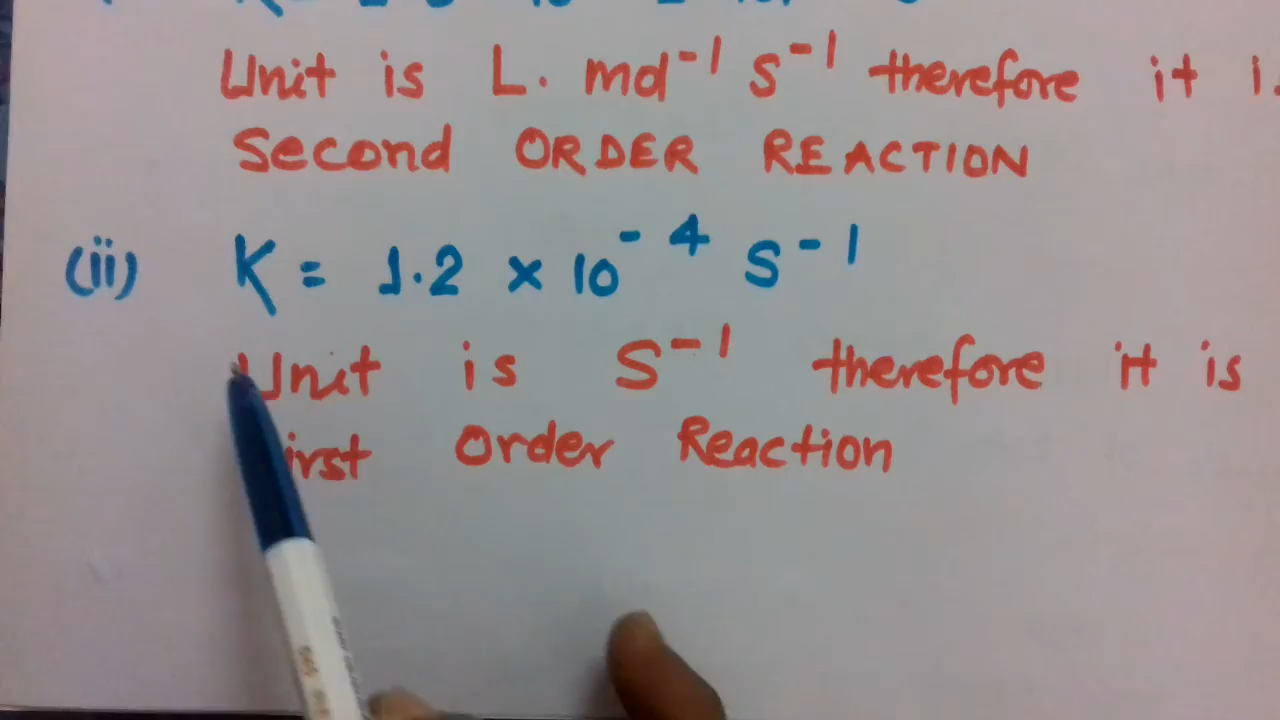 Unit is L. mol⁻¹ S⁻¹ therefore it
Second ORDER REACTION
(ii) K = 1.2 × 10⁻⁴ S⁻¹
Unit is S⁻¹ therefore it is
Order Reaction